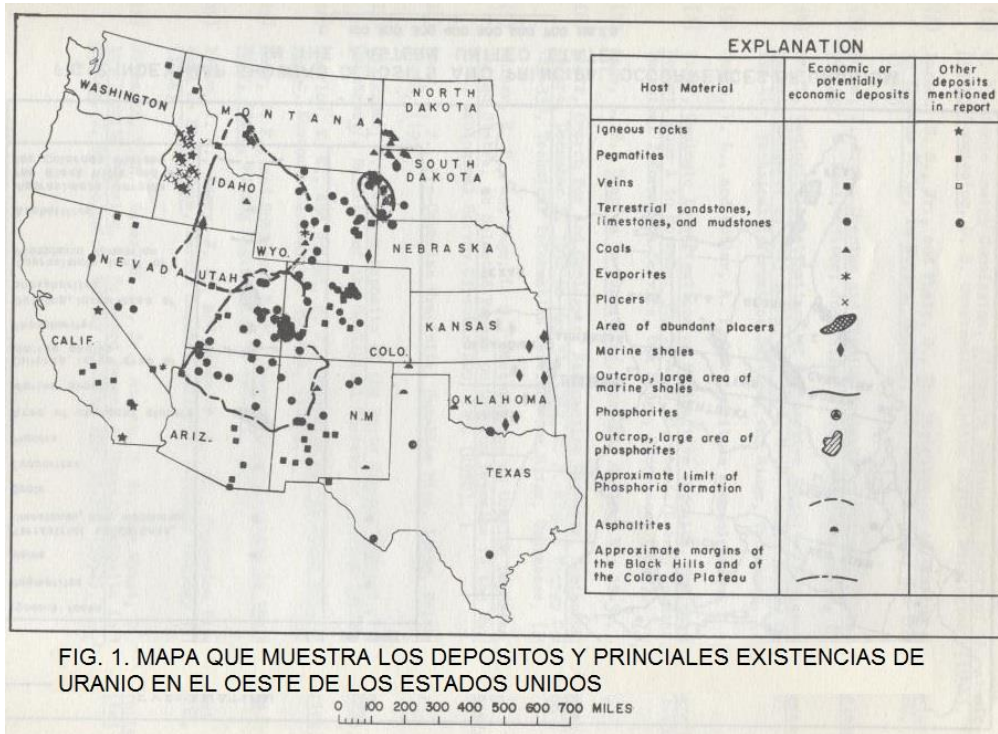 WASHINGTON
MONTANA
NORTH
DAKOTA
SOUTH
DAKOTA
IDAHO
WYO.
NEBRASKA
NEVADA
UTAH
CALIF.
COLO.
KANSAS
ARIZ.
N.M.
OKLAHOMA
TEXAS
EXPLANATION
Host Material
Economic or
potentially
economic deposits
Other
deposits
mentioned
in report
Igneous rocks
Pegmatites
Veins
Terrestrial sandstones,
limestones, and mudstones
Coals
Evaporites
Placers
Area of abundant placers
Marine shales
Outcrop, large area of
marine shales
Phosphorites
Outcrop, large area of
phosphorites
Approximate limit of
Phosphoria formation
Asphaltites
Approximate margins of
the Black Hills and of
the Colorado Plateau
FIG. 1. MAPA QUE MUESTRA LOS DEPOSITOS Y PRINCIALES EXISTENCIAS DE
URANIO EN EL OESTE DE LOS ESTADOS UNIDOS
0 100 200 300 400 500 600 700 MILES